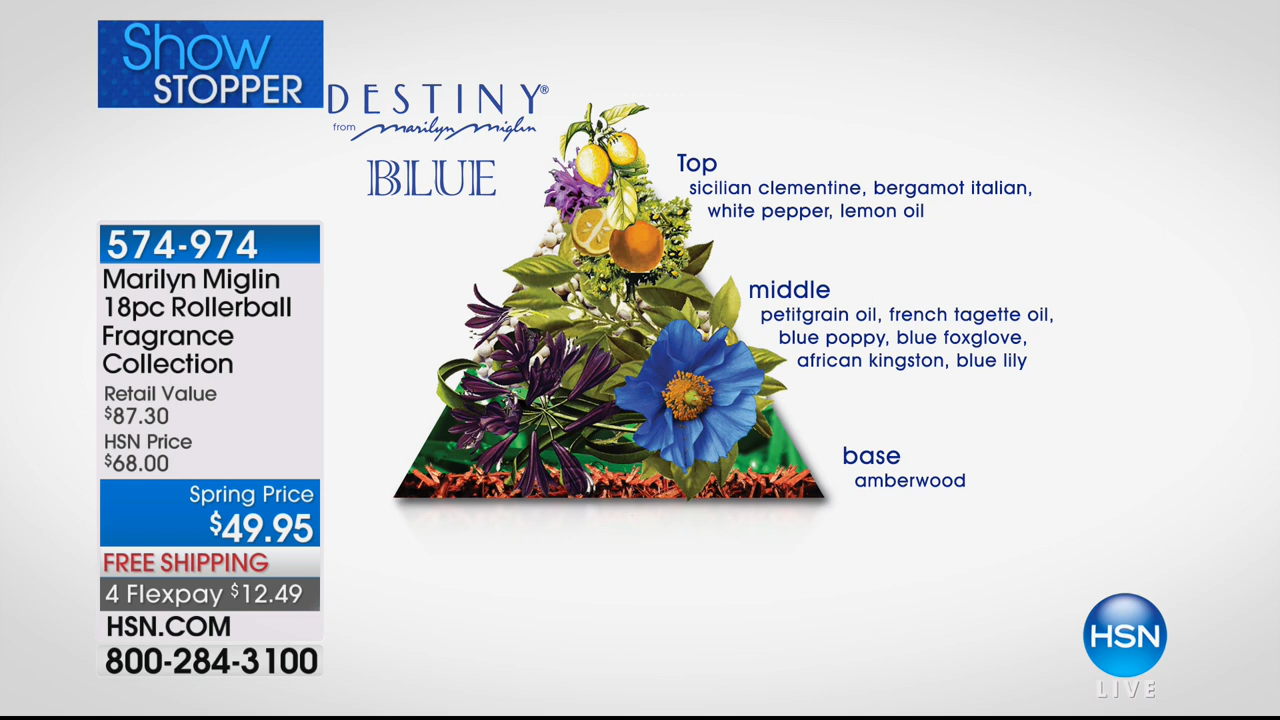 Show
STOPPER
DESTINY®
from marilyn miglin
BLUE
Top
sicilian clementine, bergamot italian,
white pepper, lemon oil
middle
petitgrain oil, french tagette oil,
blue poppy, blue foxglove,
african kingston, blue lily
base
amberwood
574-974
Marilyn Miglin
18pc Rollerball
Fragrance
Collection
Retail Value
$87.30
HSN Price
$68.00
Spring Price
$49.95
FREE SHIPPING
4 Flexpay $12.49
HSN.COM
800-284-3100
HSN
LIVE